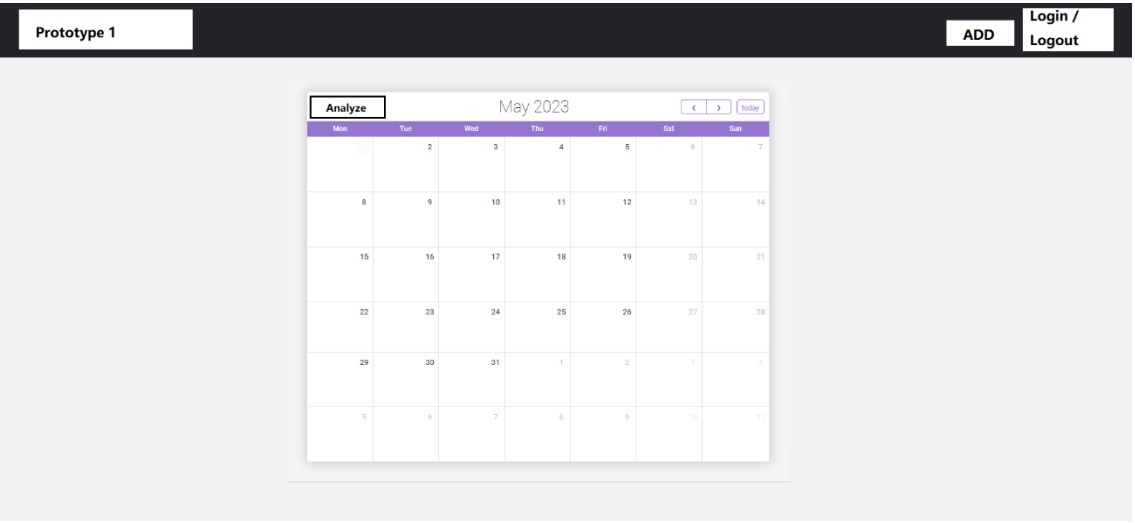 Prototype 1
ADD
Login /
Logout
Analyze
May 2023
‹ › today
Mon Tue Wed Thu Fri Sat Sun
2 3 4 5 6 7
8 9 10 11 12 13 14
15 16 17 18 19 20 21
22 23 24 25 26 27 28
29 30 31 1 2 3 4
5 6 7 8 9 10 11